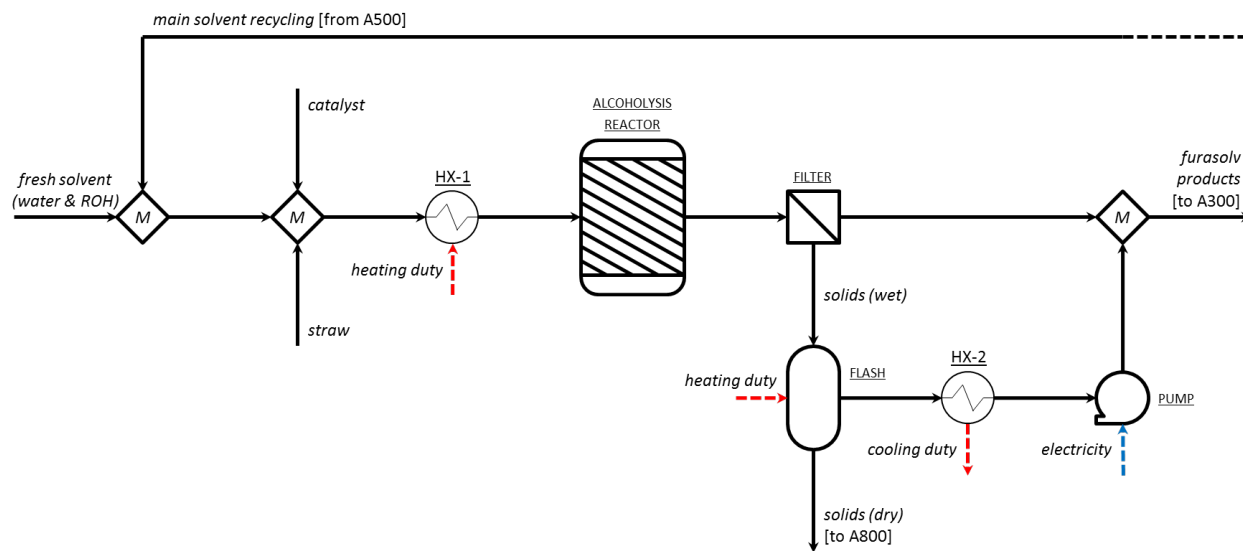 main solvent recycling [from A500]
catalyst
ALCOHOLYSIS
REACTOR
furasolv
products
[to A300]
fresh solvent
(water & ROH)
HX-1
FILTER
M
M
M
heating duty
solids (wet)
straw
HX-2
heating duty
FLASH
PUMP
cooling duty
electricity
solids (dry)
[to A800]